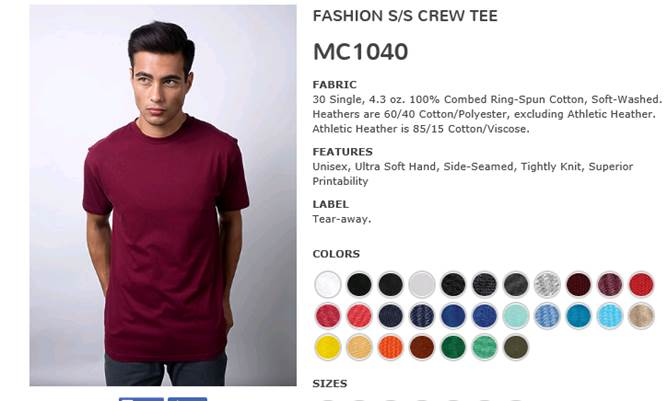 FASHION S/S CREW TEE
MC1040
FABRIC
30 Single, 4.3 oz. 100% Combed Ring-Spun Cotton, Soft-Washed.
Heathers are 60/40 Cotton/Polyester, excluding Athletic Heather.
Athletic Heather is 85/15 Cotton/Viscose.
FEATURES
Unisex, Ultra Soft Hand, Side-Seamed, Tightly Knit, Superior
Printability
LABEL
Tear-away.
COLORS
SIZES